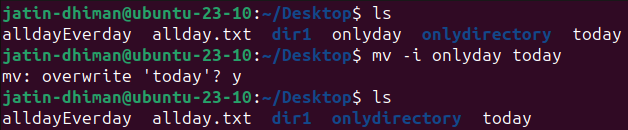 jatin-dhiman@ubuntu-23-10:~/Desktop$ ls
alldayEverday  allday.txt  dir1  onlyday  onlydirectory  today
jatin-dhiman@ubuntu-23-10:~/Desktop$ mv -i onlyday today
mv: overwrite 'today'? y
jatin-dhiman@ubuntu-23-10:~/Desktop$ ls
alldayEverday  allday.txt  dir1  onlydirectory  today